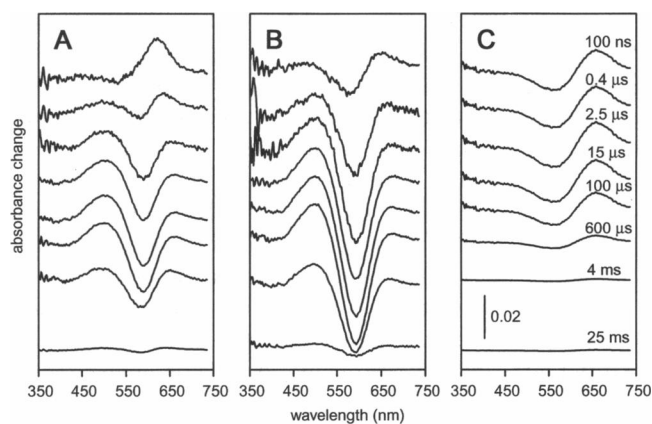 A
B
C
100 ns
0.4 μs
2.5 μs
15 μs
100 μs
600 μs
4 ms
0.02
25 ms
absorbance change
350 450 550 650 750
350 450 550 650 750
350 450 550 650 750
wavelength (nm)